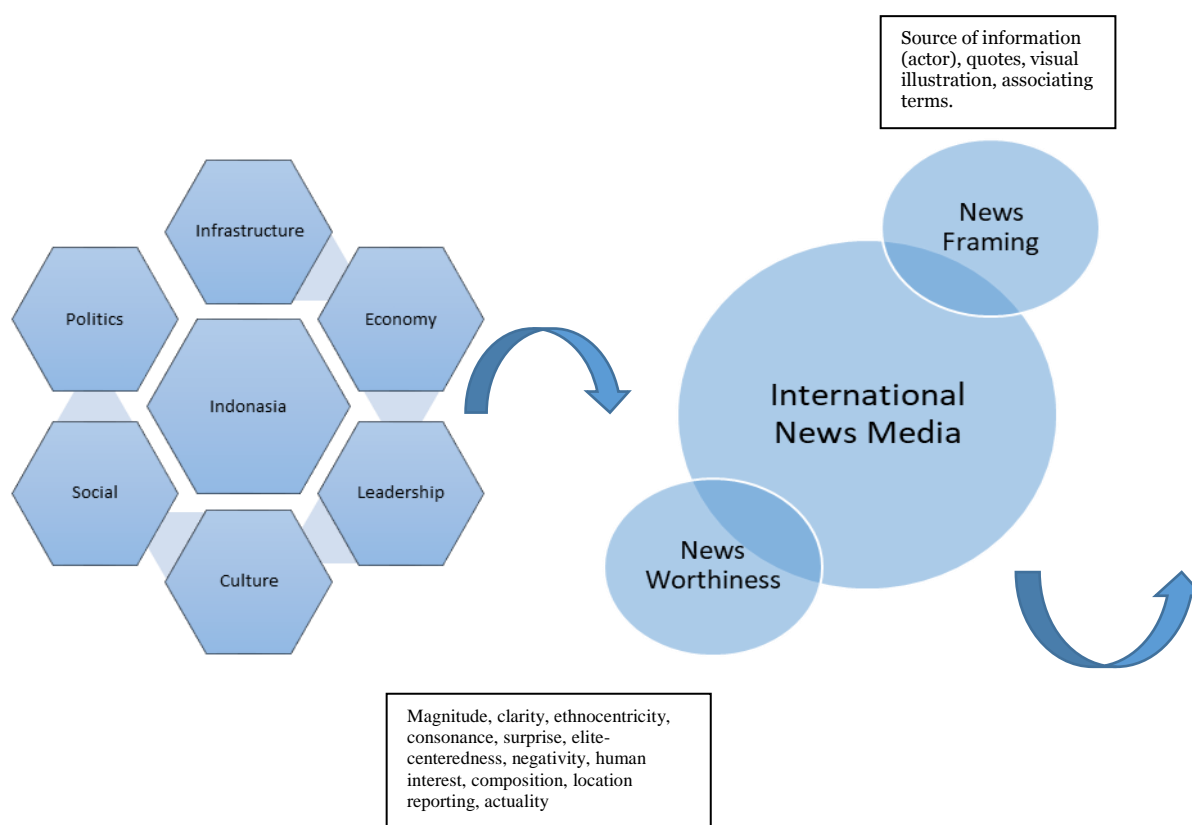 Source of information
(actor), quotes, visual
illustration, associating
terms.
Infrastructure
Politics
Economy
Indonasia
Social
Leadership
Culture
News
Framing
International
News Media
News
Worthiness
Magnitude, clarity, ethnocentricity,
consonance, surprise, elite-
centeredness, negativity, human
interest, composition, location
reporting, actuality